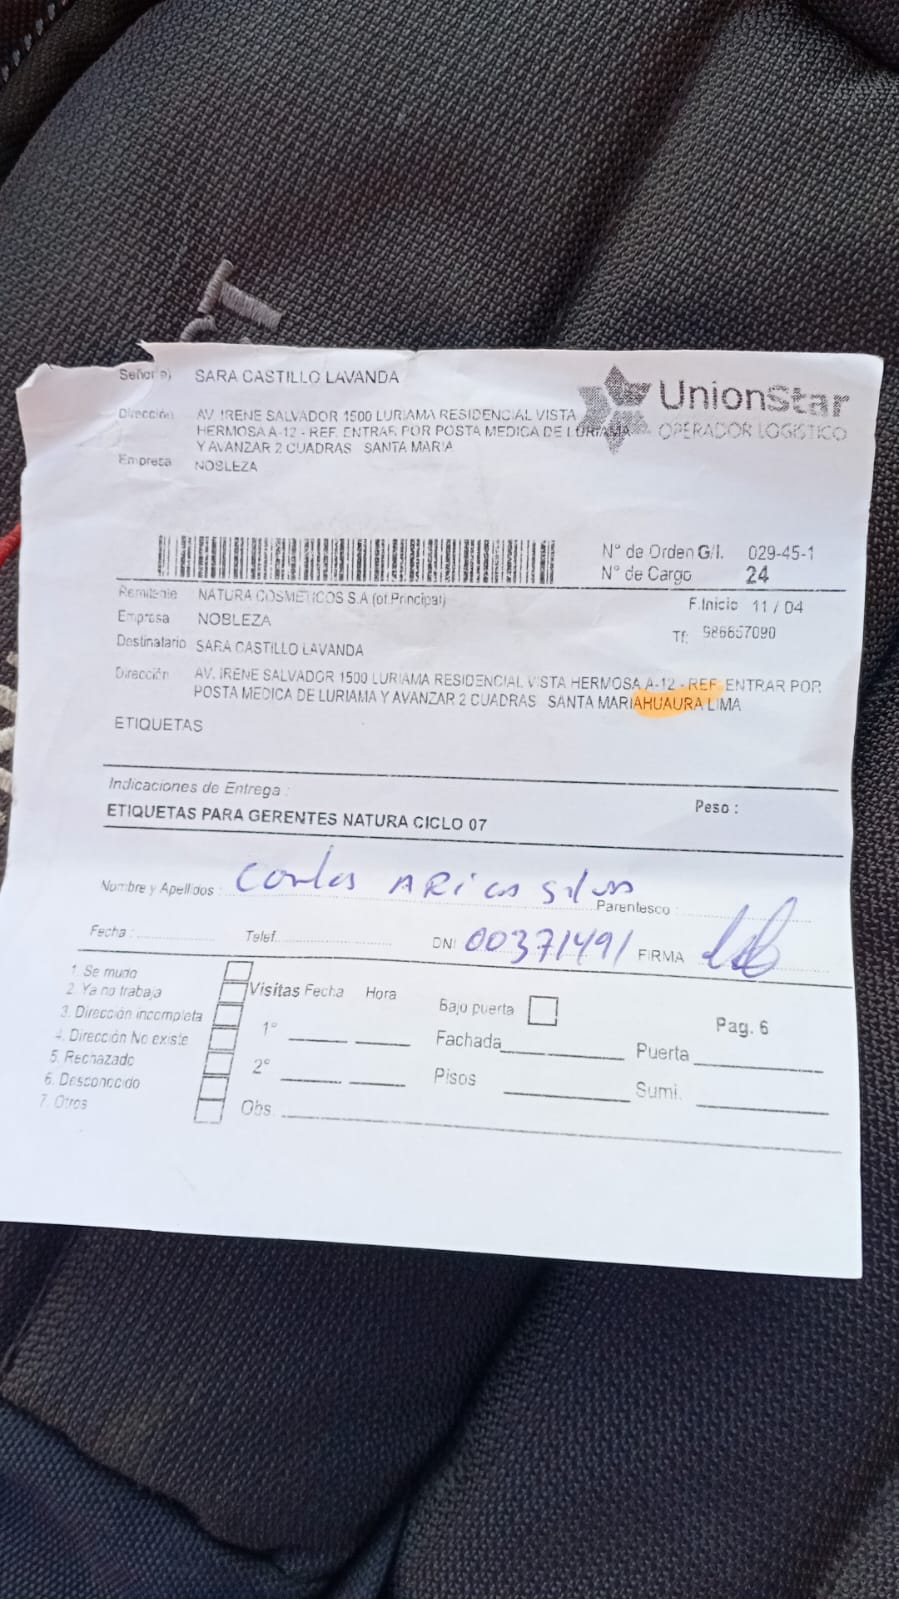 Señor(a) SARA CASTILLO LAVANDA
UnionStar
OPERADOR LOGISTICO
Dirección AV. IRENE SALVADOR 1500 LURIAMA RESIDENCIAL VISTA
HERMOSA A-12 - REF. ENTRAR POR POSTA MEDICA DE LURIAMA
Y AVANZAR 2 CUADRAS SANTA MARIA
Empresa NOBLEZA
N° de Orden G/I. 029-45-1
N° de Cargo 24
Remitente NATURA COSMETICOS S.A (of.Principal)
F.Inicio 11 / 04
Empresa NOBLEZA
Tf: 986657090
Destinatario SARA CASTILLO LAVANDA
Dirección AV. IRENE SALVADOR 1500 LURIAMA RESIDENCIAL VISTA HERMOSA A-12 - REF. ENTRAR POR
POSTA MEDICA DE LURIAMA Y AVANZAR 2 CUADRAS SANTA MARIAHUAURA LIMA
ETIQUETAS
Indicaciones de Entrega :
Peso :
ETIQUETAS PARA GERENTES NATURA CICLO 07
Nombre y Apellidos : Carlos ARica Silva
Parentesco :
Fecha : Telef. DNI 00371491 FIRMA
1. Se mudo
2. Ya no trabaja
3. Dirección incompleta
4. Dirección No existe
5. Rechazado
6. Desconocido
7. Otros
Visitas Fecha Hora
1°
2°
Obs.
Bajo puerta
Pag. 6
Fachada Puerta
Pisos Sumi.